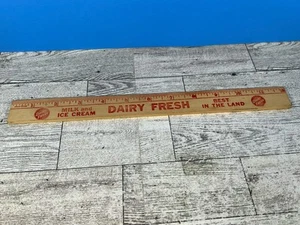 MILK and
ICE CREAM
DAIRY FRESH
BEST
IN THE LAND